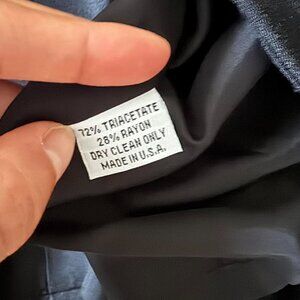 72% TRIACETATE
28% RAYON
DRY CLEAN ONLY
MADE IN U.S.A.